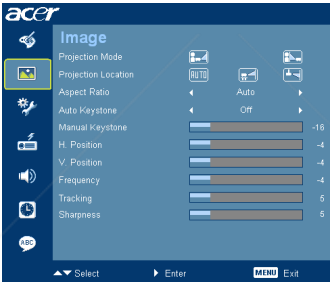 acer
Image
Projection Mode
Projection Location AUTO
Aspect Ratio Auto
Auto Keystone Off
Manual Keystone -16
H. Position -4
V. Position -4
Frequency -4
Tracking 5
Sharpness 5
ABC
Select Enter MENU Exit